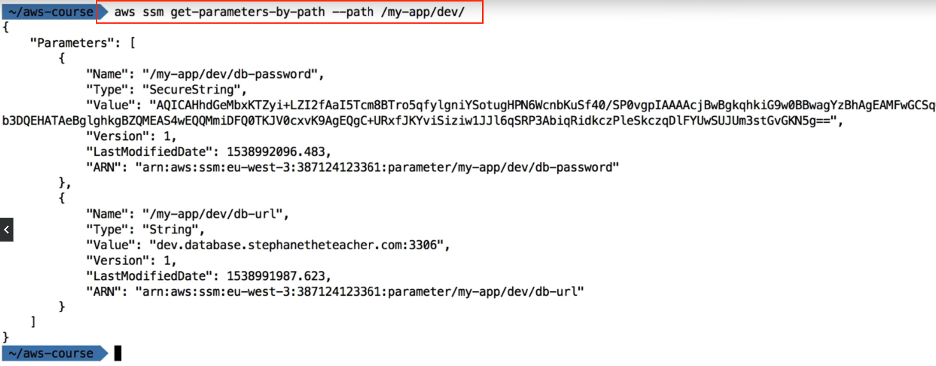 ~/aws-course aws ssm get-parameters-by-path --path /my-app/dev/
{
    "Parameters": [
        {
            "Name": "/my-app/dev/db-password",
            "Type": "SecureString",
            "Value": "AQICAHhdGeMbxKTZyi+LZI2fAaI5Tcm8BTro5qfylgniYSotugHPN6WcnbKuSf40/SP0vgpIAAAAcjBwBgkqhkiG9w0BBwagYzBhAgEAMFwGCSq
b3DQEHATAeBglghkgBZQMEAS4wEQQMmiDFQ0TKJV0cxvK9AgEQgC+URxfJKYviSiziw1JJl6qSRP3AbiqRidkczPleSkczqDlFYUwSUJUm3stGvGKN5g==",
            "Version": 1,
            "LastModifiedDate": 1538992096.483,
            "ARN": "arn:aws:ssm:eu-west-3:387124123361:parameter/my-app/dev/db-password"
        },
        {
            "Name": "/my-app/dev/db-url",
            "Type": "String",
            "Value": "dev.database.stephanetheteacher.com:3306",
            "Version": 1,
            "LastModifiedDate": 1538991987.623,
            "ARN": "arn:aws:ssm:eu-west-3:387124123361:parameter/my-app/dev/db-url"
        }
    ]
}
~/aws-course